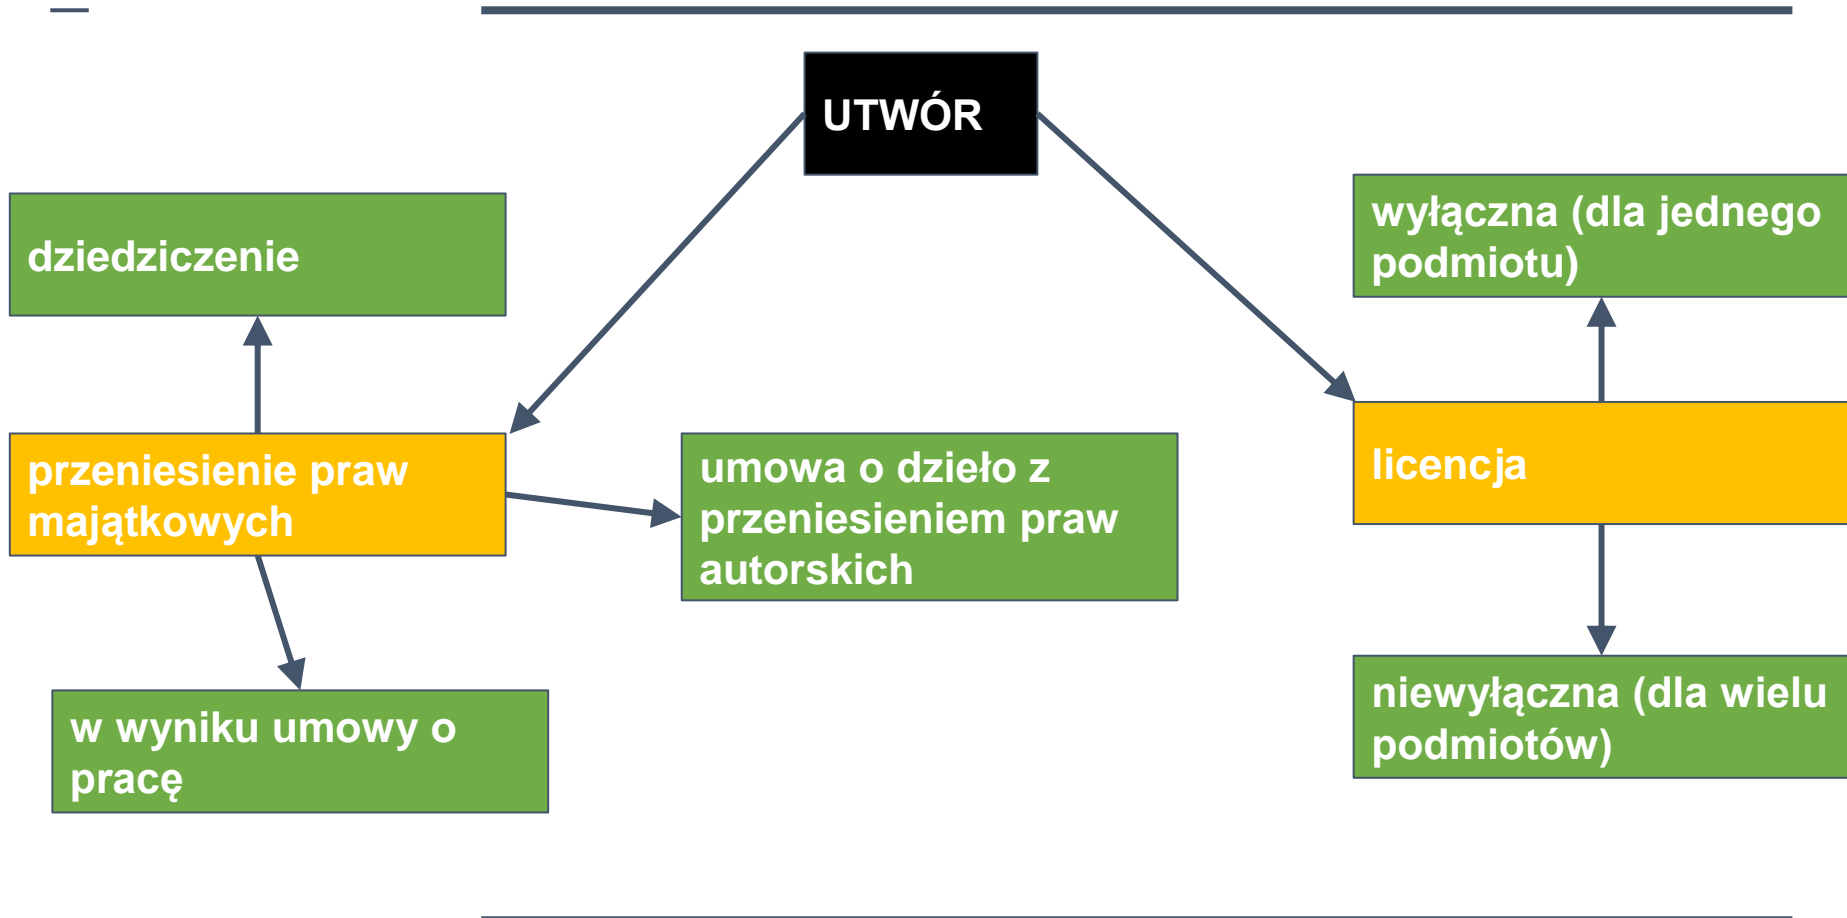 UTWÓR
dziedziczenie
wyłączna (dla jednego
podmiotu)
przeniesienie praw
majątkowych
umowa o dzieło z
przeniesieniem praw
autorskich
licencja
w wyniku umowy o
pracę
niewyłączna (dla wielu
podmiotów)